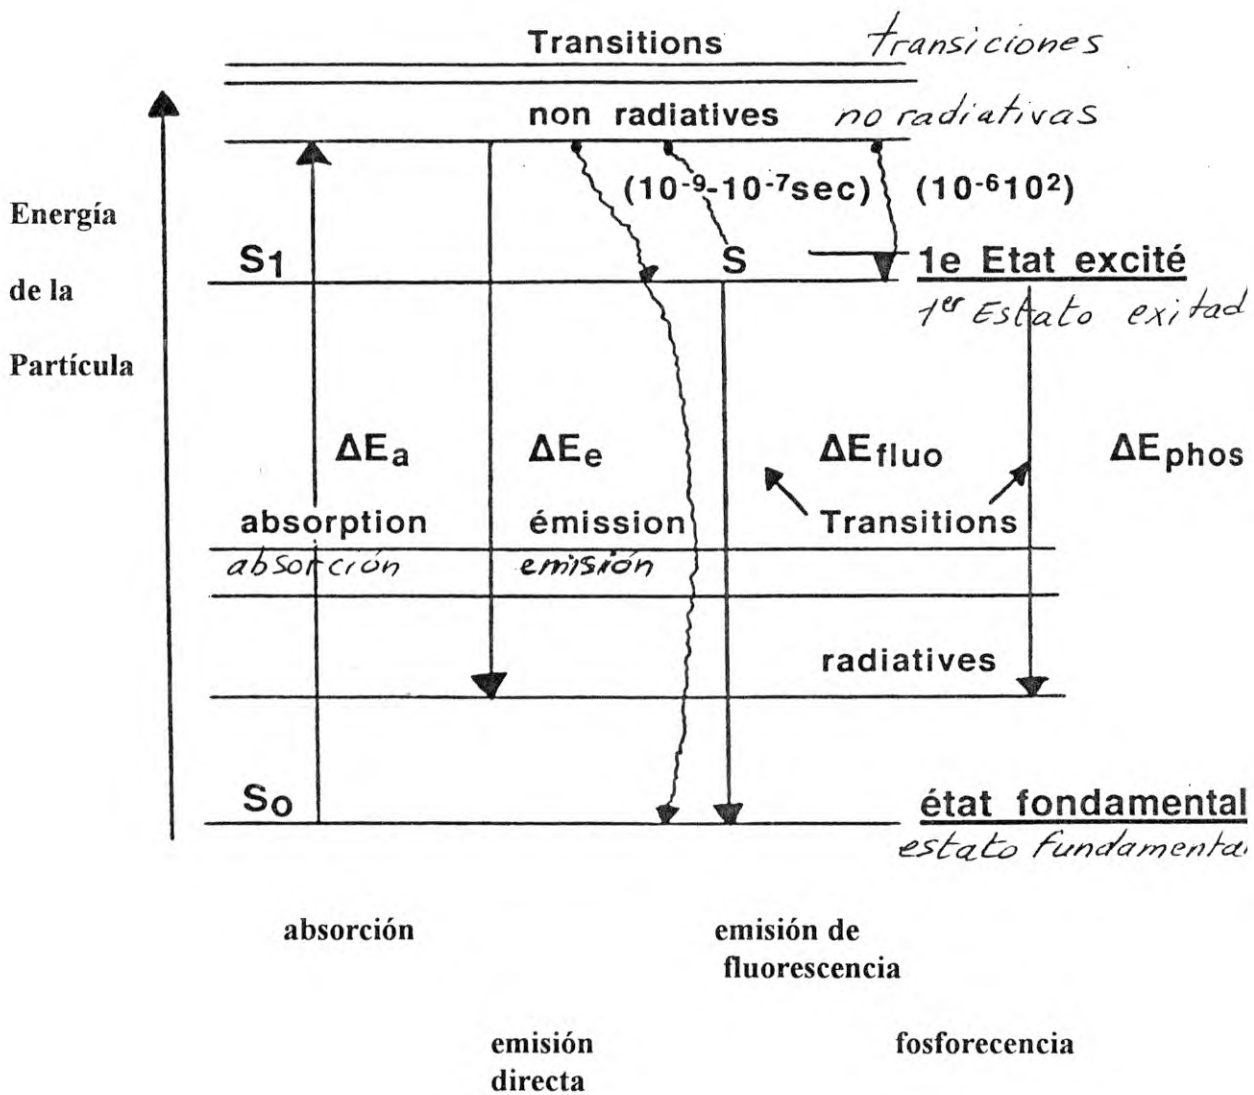 Transitions transiciones
non radiatives no radiativas
(10-9-10-7sec) (10-6102)
Energía
de la
Partícula
S1 S 1e Etat excité
1er Estato exitad
ΔEa ΔEe ΔEfluo ΔEphos
absorption émission Transitions
absorción emisión
radiatives
So état fondamental
estato fundamenta
absorción emisión de
fluorescencia
emisión fosforecencia
directa